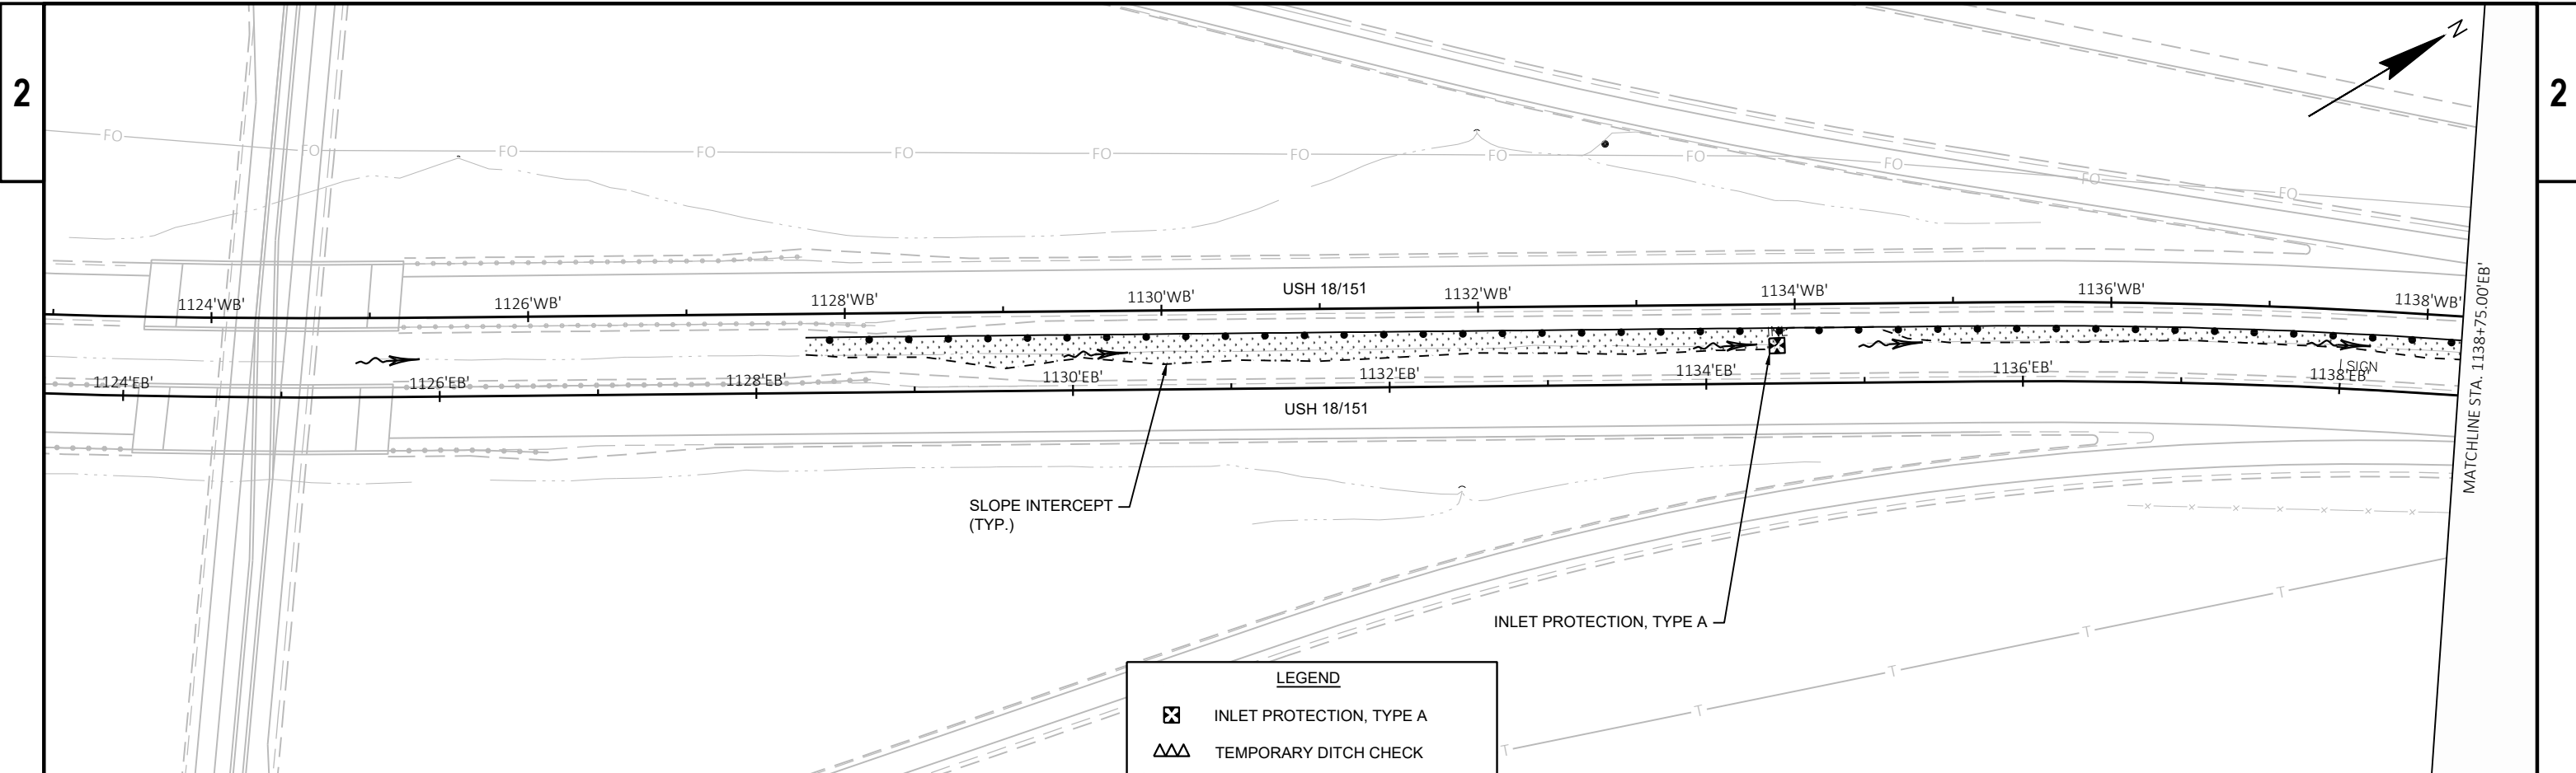 2
2
N
FO FO FO FO FO FO FO FO FO FO FO FO
1124'WB' 1126'WB' 1128'WB' 1130'WB' 1132'WB' 1134'WB' 1136'WB' 1138'WB'
USH 18/151
INL
1124'EB' 1126'EB' 1128'EB' 1130'EB' 1132'EB' 1134'EB' 1136'EB' 1138'EB'
SIGN
USH 18/151
MATCHLINE STA. 1138+75.00'EB'
SLOPE INTERCEPT
(TYP.)
INLET PROTECTION, TYPE A
T T T T T
LEGEND
INLET PROTECTION, TYPE A
TEMPORARY DITCH CHECK